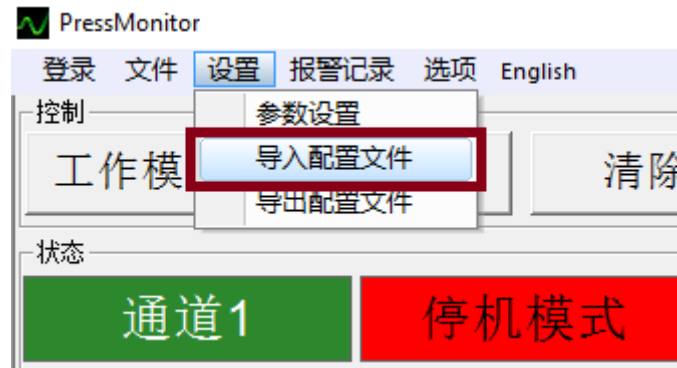 PressMonitor
登录 文件 设置 报警记录 选项 English
控制
参数设置
工作模
导入配置文件
清除
导出配置文件
状态
通道1 停机模式